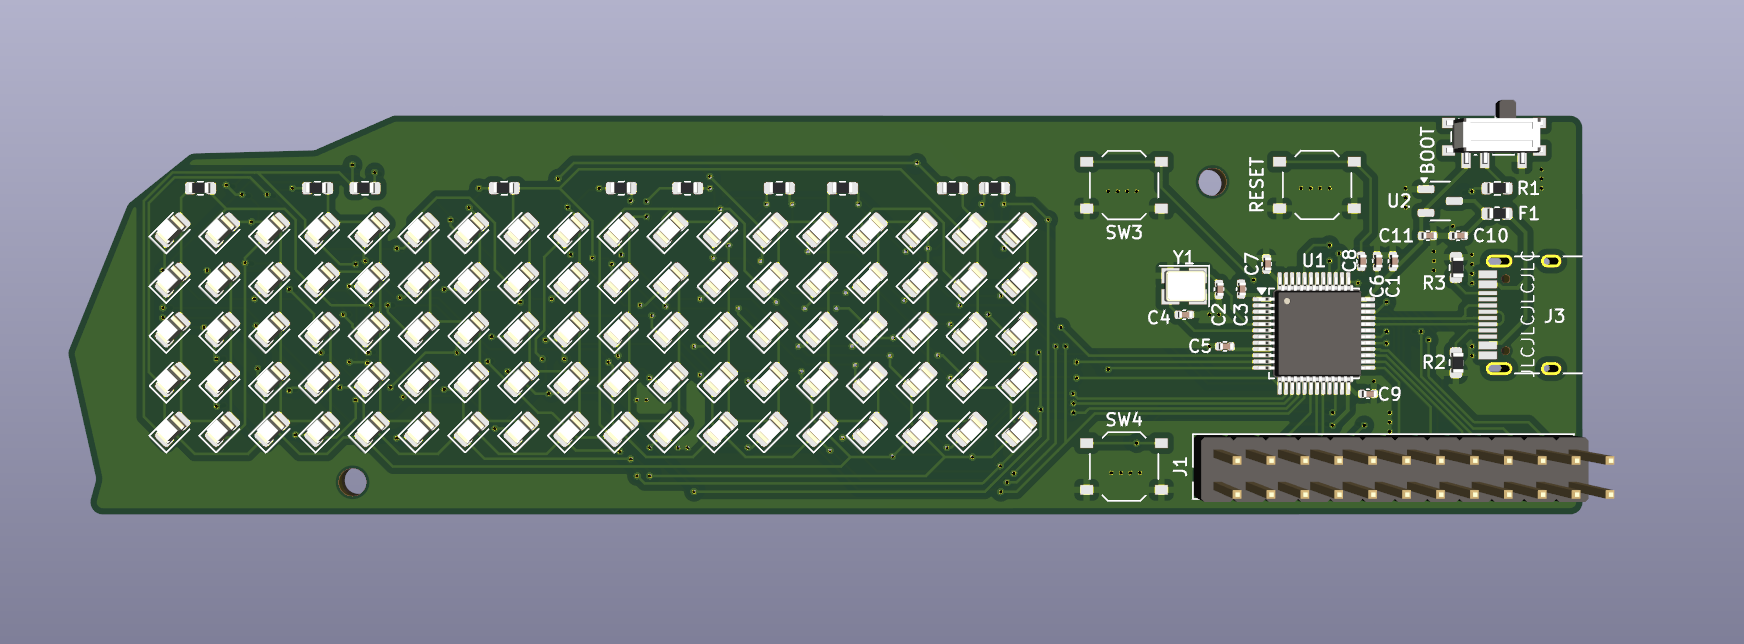 BOOT
RESET
R1
U2
F1
SW3
C11
C10
Y1
C7
U1
C8
C6
C1
R3
C2
C3
C4
J3
JLCJLCJLCJLC
C5
R2
C9
SW4
J1